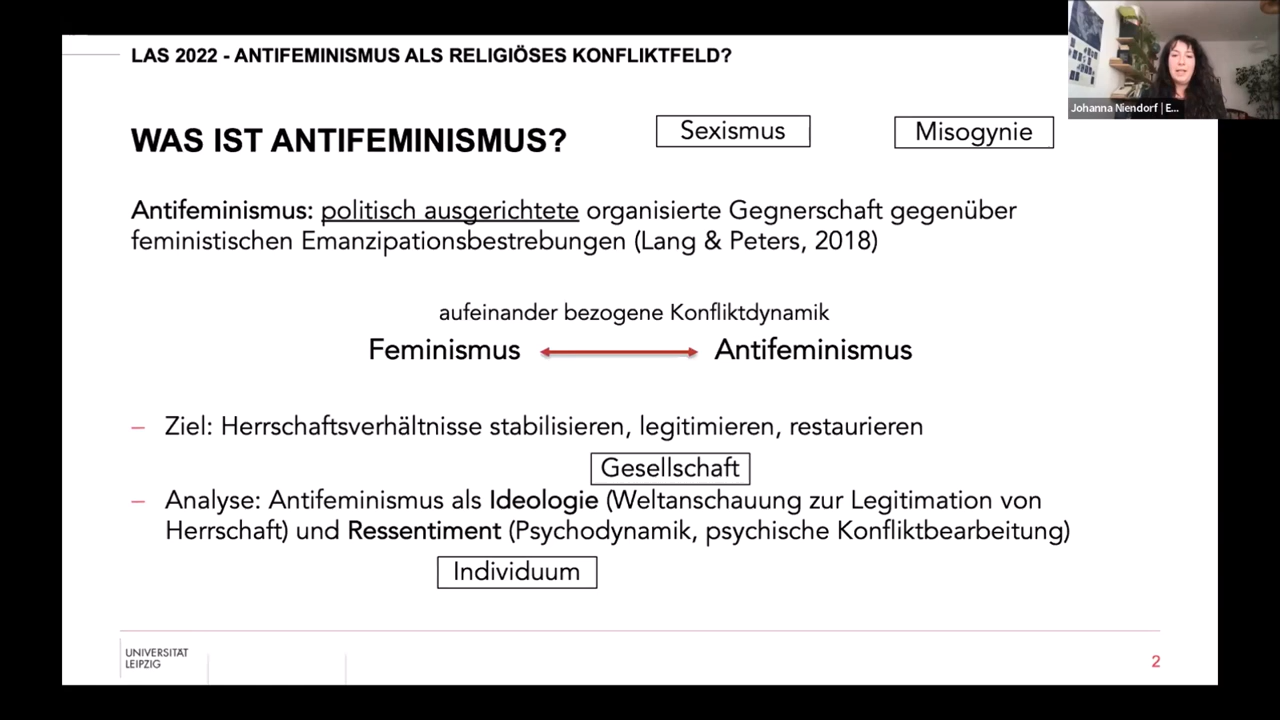 LAS 2022 - ANTIFEMINISMUS ALS RELIGIÖSES KONFLIKTFELD?
Johanna Niendorf | E...
WAS IST ANTIFEMINISMUS?
Sexismus
Misogynie
Antifeminismus: politisch ausgerichtete organisierte Gegnerschaft gegenüber
feministischen Emanzipationsbestrebungen (Lang & Peters, 2018)
aufeinander bezogene Konfliktdynamik
Feminismus
Antifeminismus
– Ziel: Herrschaftsverhältnisse stabilisieren, legitimieren, restaurieren
Gesellschaft
– Analyse: Antifeminismus als Ideologie (Weltanschauung zur Legitimation von
Herrschaft) und Ressentiment (Psychodynamik, psychische Konfliktbearbeitung)
Individuum
UNIVERSITÄT
LEIPZIG
2